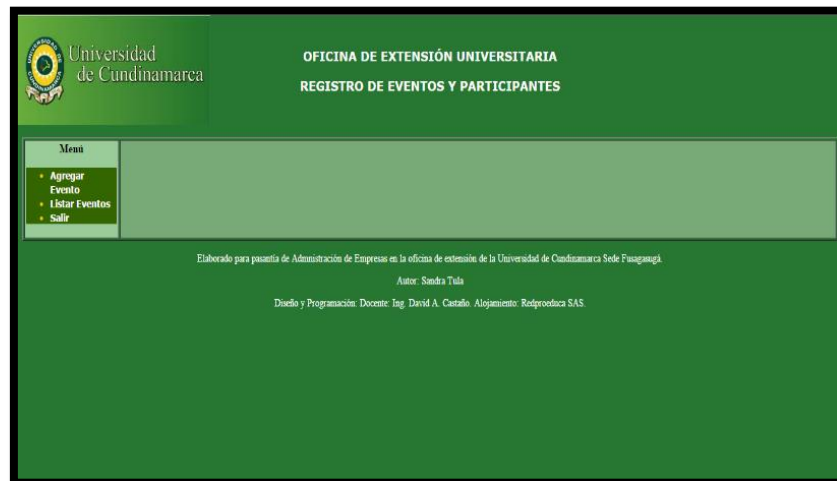 Universidad
de Cundinamarca
OFICINA DE EXTENSIÓN UNIVERSITARIA
REGISTRO DE EVENTOS Y PARTICIPANTES
Menú
Agregar
Evento
Listar Eventos
Salir
Elaborado para pasantía de Administración de Empresas en la oficina de extensión de la Universidad de Cundinamarca Sede Fusagasugá.
Autor: Sandra Tula
Diseño y Programación: Docente: Ing. David A. Castaño. Alojamiento: Redproeduca SAS.